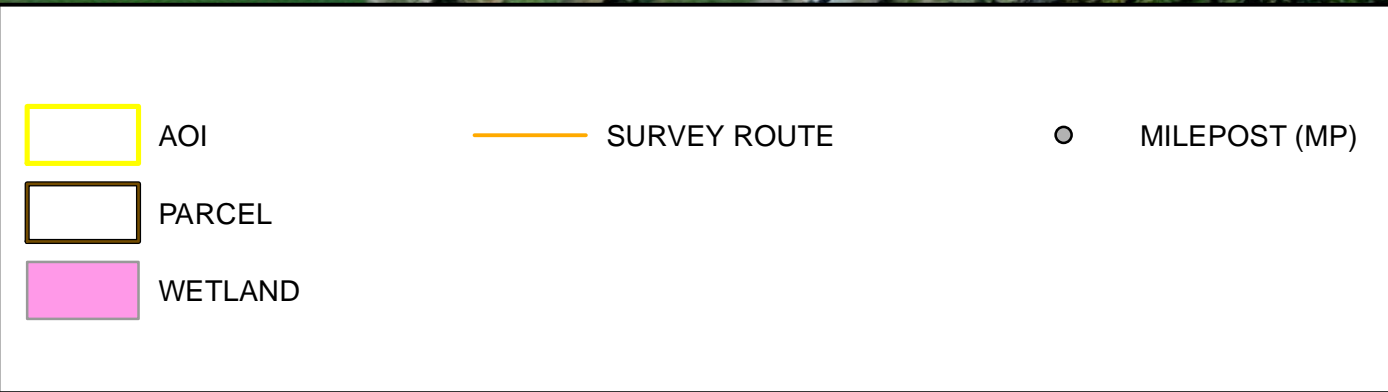 AOI
SURVEY ROUTE
MILEPOST (MP)
PARCEL
WETLAND